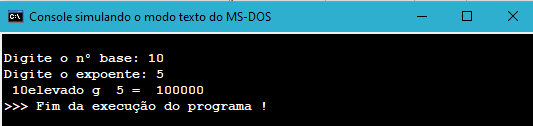 Console simulando o modo texto do MS-DOS
Digite o nº base: 10
Digite o expoente: 5
10elevado g  5 =  100000
>>> Fim da execução do programa !